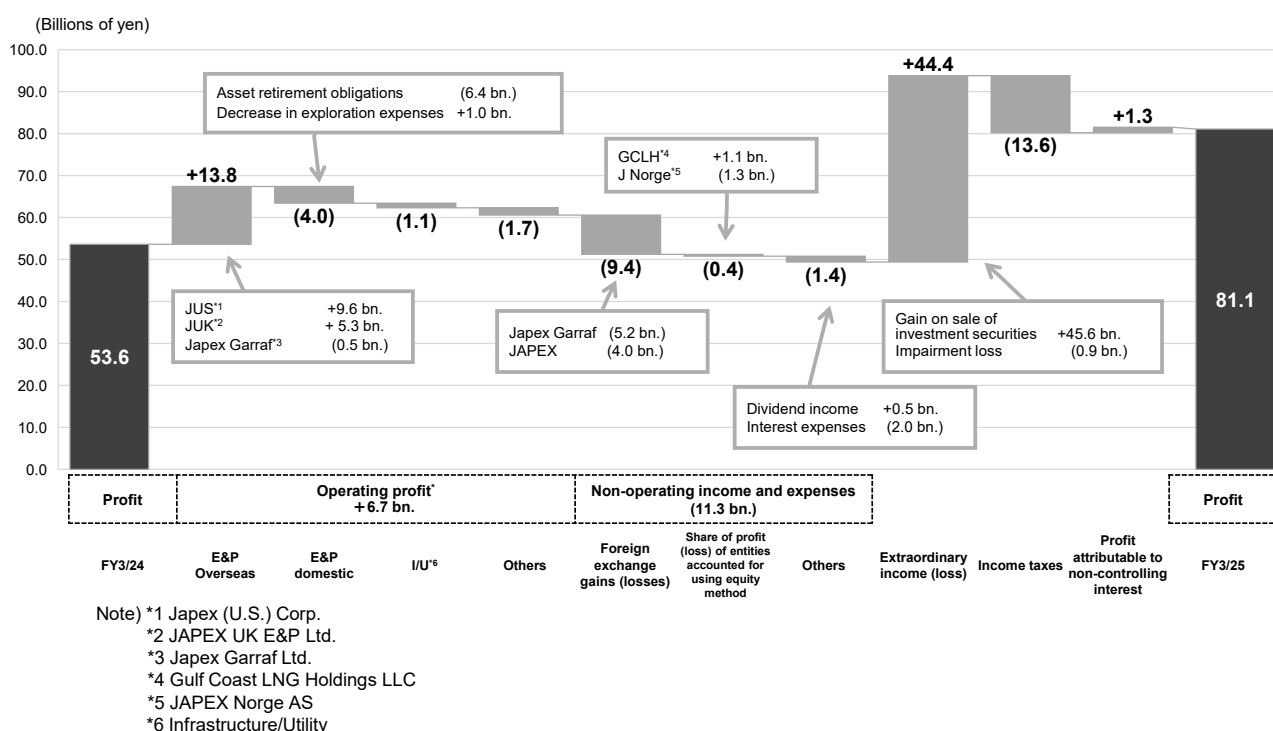 (Billions of yen)
100.0
90.0
80.0
70.0
60.0
50.0
40.0
30.0
20.0
10.0
0.0
53.6
+13.8
(4.0)
(1.1)
(1.7)
(9.4)
(0.4)
(1.4)
+44.4
(13.6)
+1.3
81.1
Asset retirement obligations (6.4 bn.)
Decrease in exploration expenses +1.0 bn.
GCLH*4 +1.1 bn.
J Norge*5 (1.3 bn.)
JUS*1 +9.6 bn.
JUK*2 + 5.3 bn.
Japex Garraf*3 (0.5 bn.)
Japex Garraf (5.2 bn.)
JAPEX (4.0 bn.)
Gain on sale of
investment securities +45.6 bn.
Impairment loss (0.9 bn.)
Dividend income +0.5 bn.
Interest expenses (2.0 bn.)
Profit
Operating profit*
+6.7 bn.
Non-operating income and expenses
(11.3 bn.)
Profit
FY3/24
E&P
Overseas
E&P
domestic
I/U*6
Others
Foreign
exchange
gains (losses)
Share of profit
(loss) of entities
accounted for
using equity
method
Others
Extraordinary
income (loss)
Income taxes
Profit
attributable to
non-controlling
interest
FY3/25
Note) *1 Japex (U.S.) Corp.
*2 JAPEX UK E&P Ltd.
*3 Japex Garraf Ltd.
*4 Gulf Coast LNG Holdings LLC
*5 JAPEX Norge AS
*6 Infrastructure/Utility